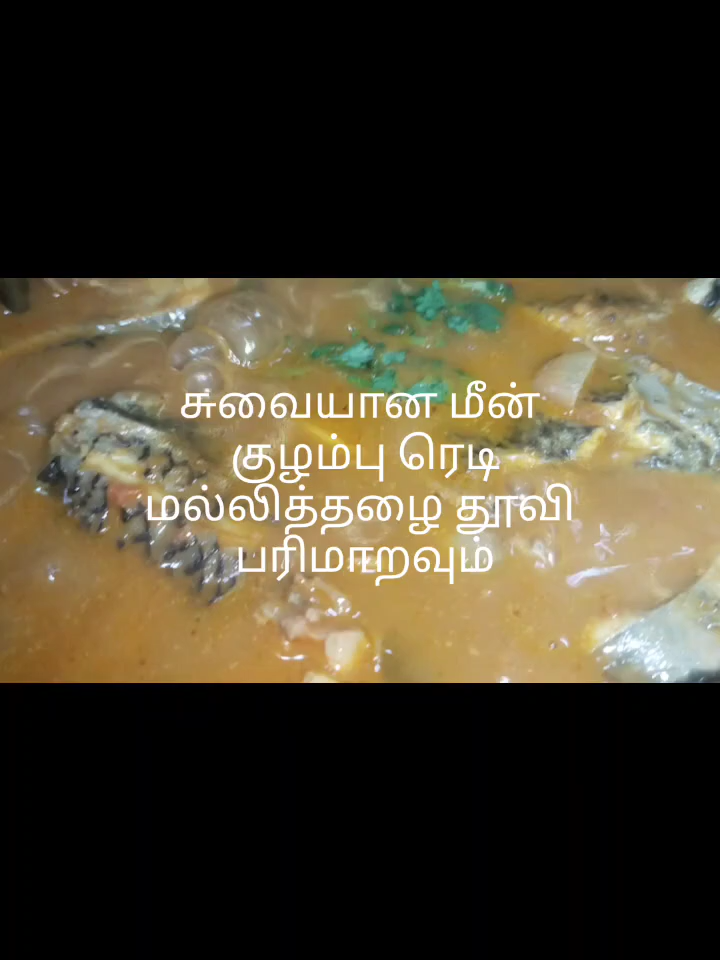 சுவையான மீன்
குழம்பு ரெடி
மல்லித்தழை தூவி
பரிமாறவும்